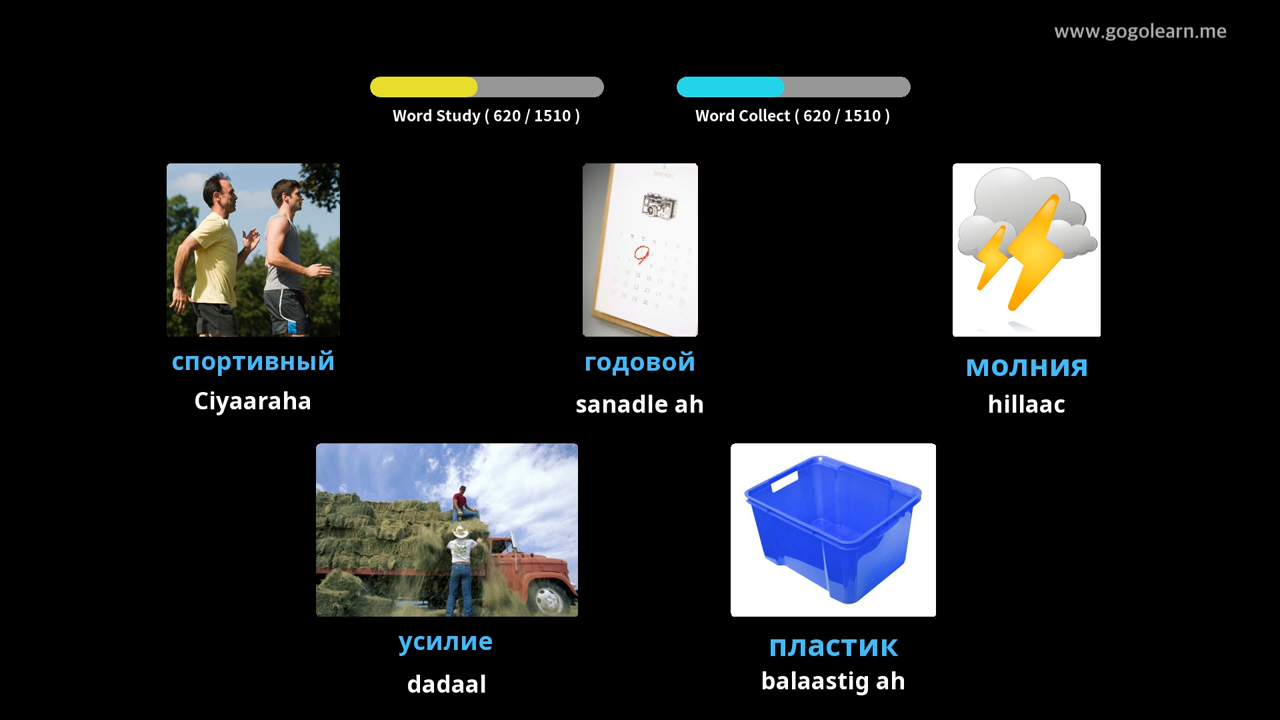 www.gogolearn.me
Word Study ( 620 / 1510 )
Word Collect ( 620 / 1510 )
спортивный
Ciyaaraha
годовой
sanadle ah
молния
hillaac
усилие
dadaal
пластик
balaastig ah